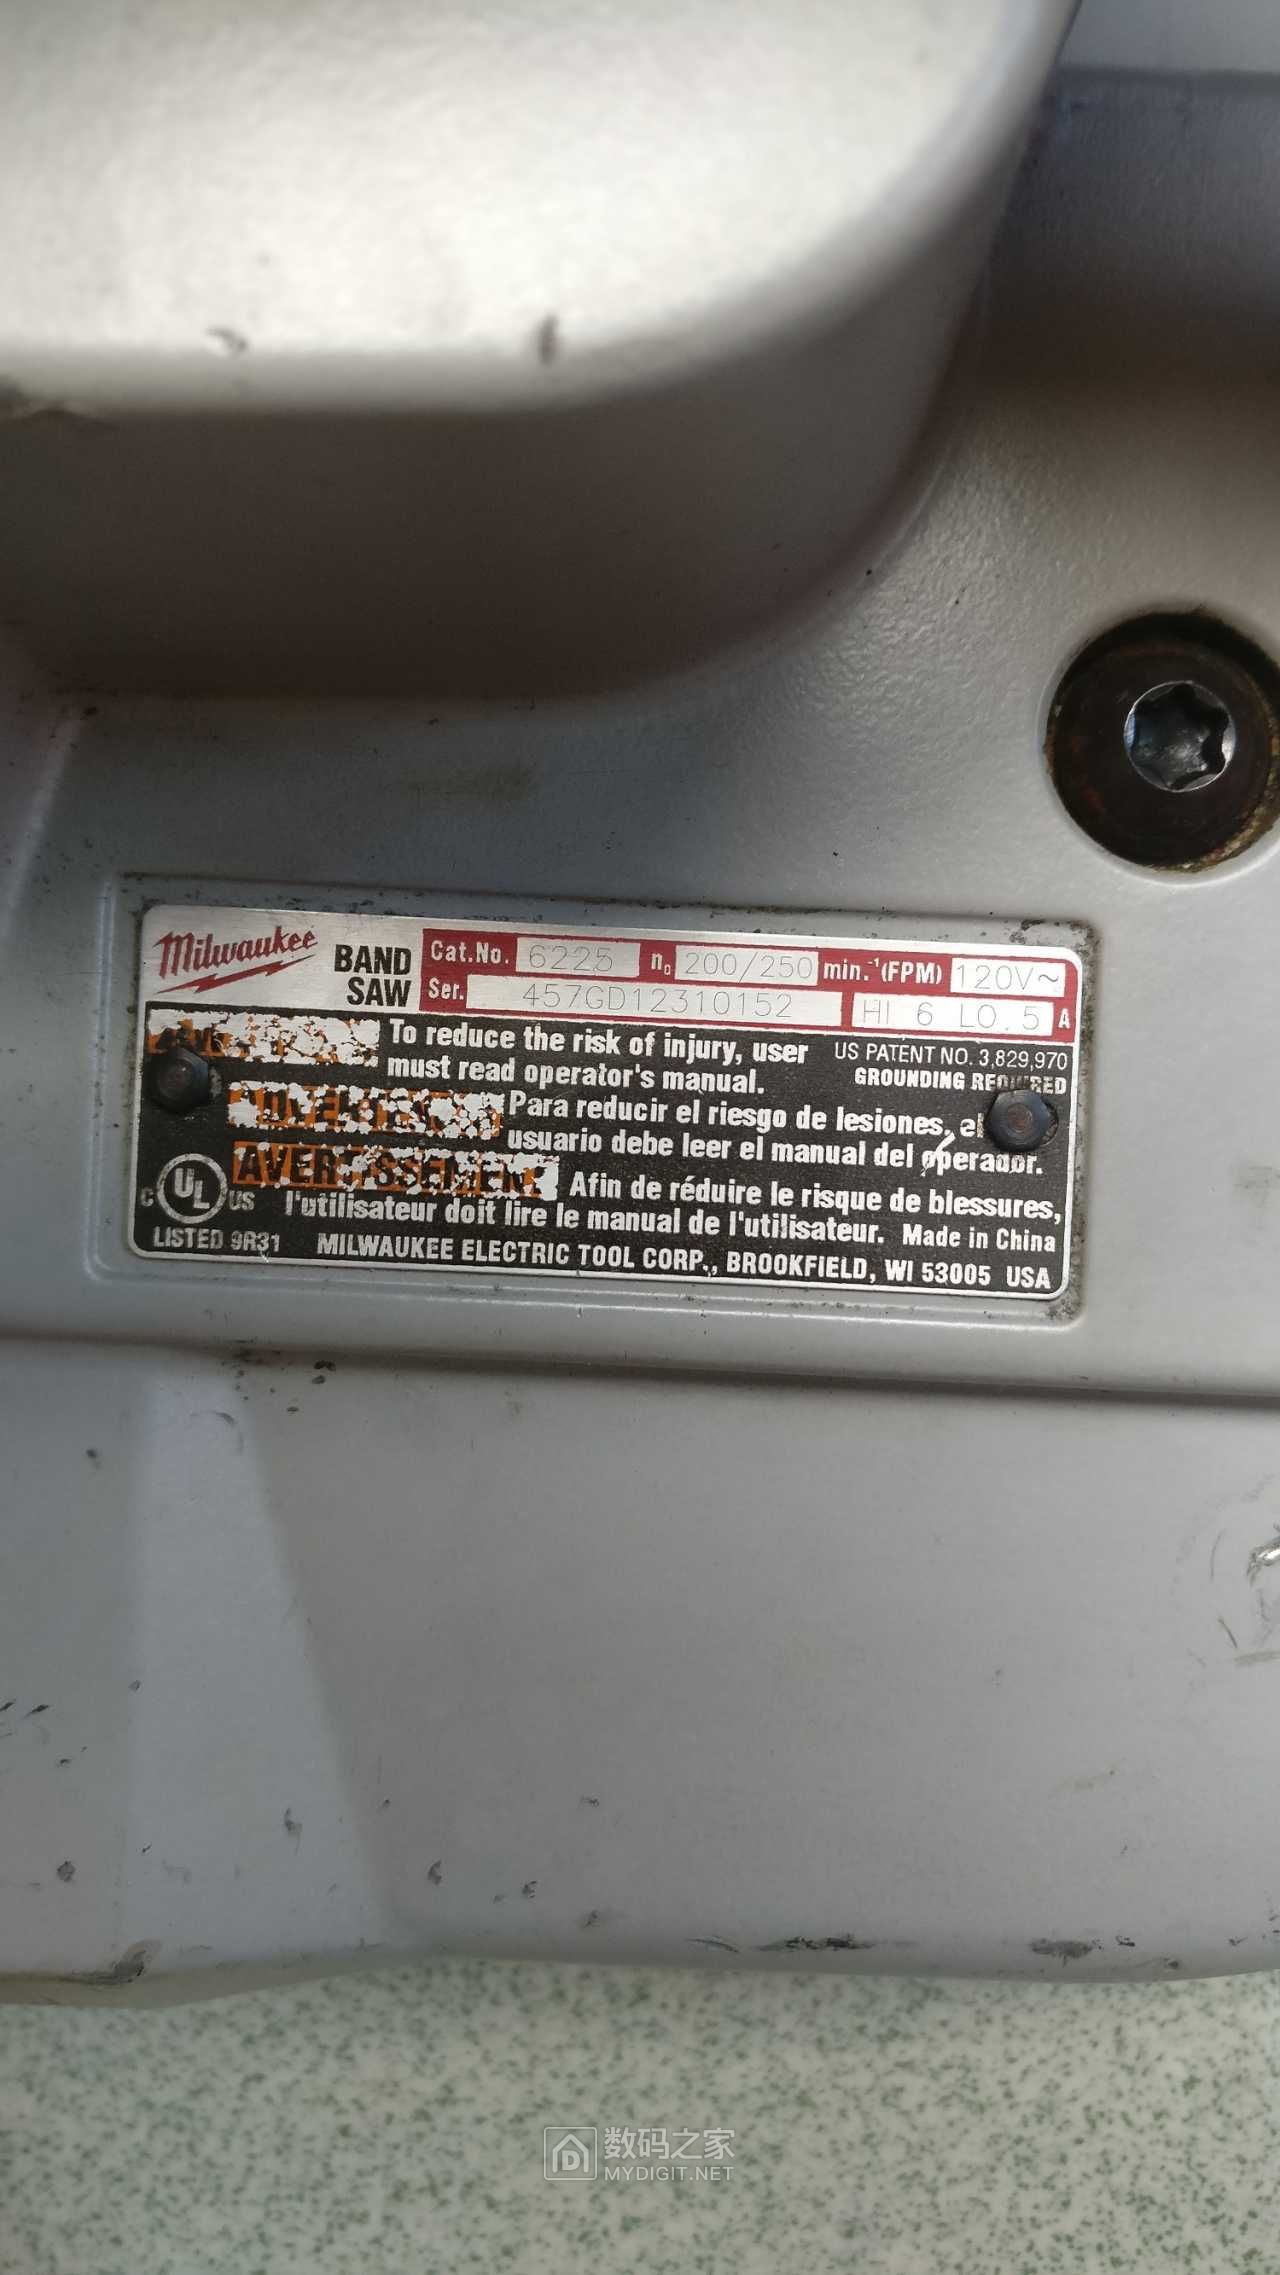 Milwaukee BAND SAW
Cat.No. 6225 n₀ 200/250 min.⁻¹(FPM) 120V~
Ser. 457GD12310152 HI 6 LO.5 A
To reduce the risk of injury, user
must read operator's manual.
US PATENT NO. 3,829,970
GROUNDING REQUIRED
Para reducir el riesgo de lesiones, el
usuario debe leer el manual del operador.
AVERTISSEMENT Afin de réduire le risque de blessures,
l'utilisateur doit lire le manual de l'utilisateur. Made in China
C UL US
LISTED 9R31 MILWAUKEE ELECTRIC TOOL CORP., BROOKFIELD, WI 53005 USA
数码之家
MYDIGIT.NET